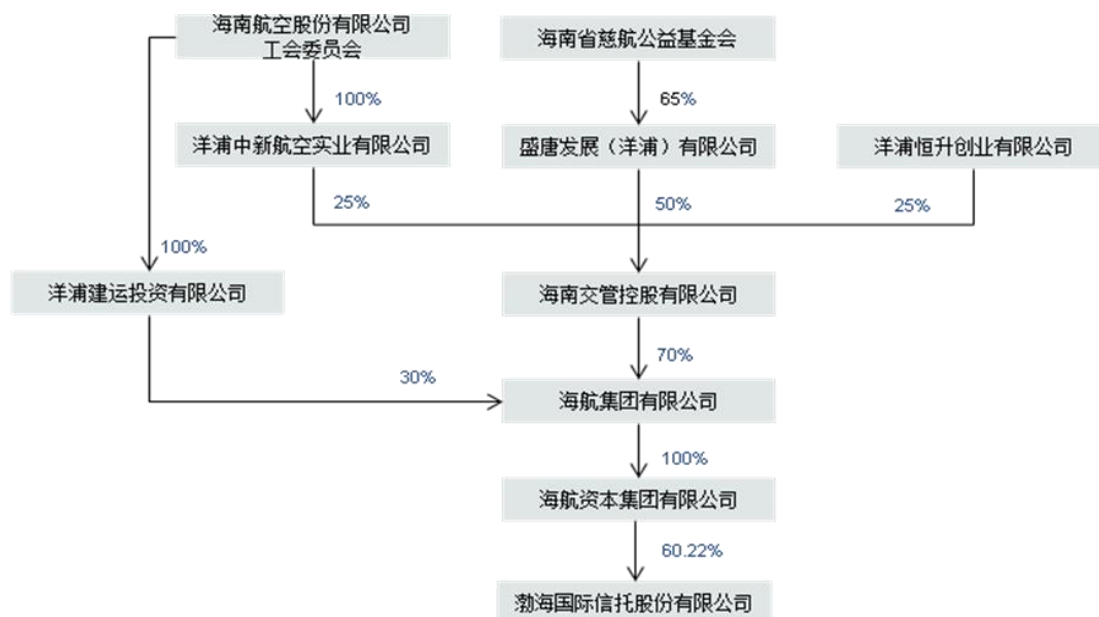 海南航空股份有限公司
工会委员会
海南省慈航公益基金会
100%
65%
洋浦中新航空实业有限公司
盛唐发展（洋浦）有限公司
洋浦恒升创业有限公司
25%
50%
25%
100%
洋浦建运投资有限公司
海南交管控股有限公司
70%
30%
海航集团有限公司
100%
海航资本集团有限公司
60.22%
渤海国际信托股份有限公司